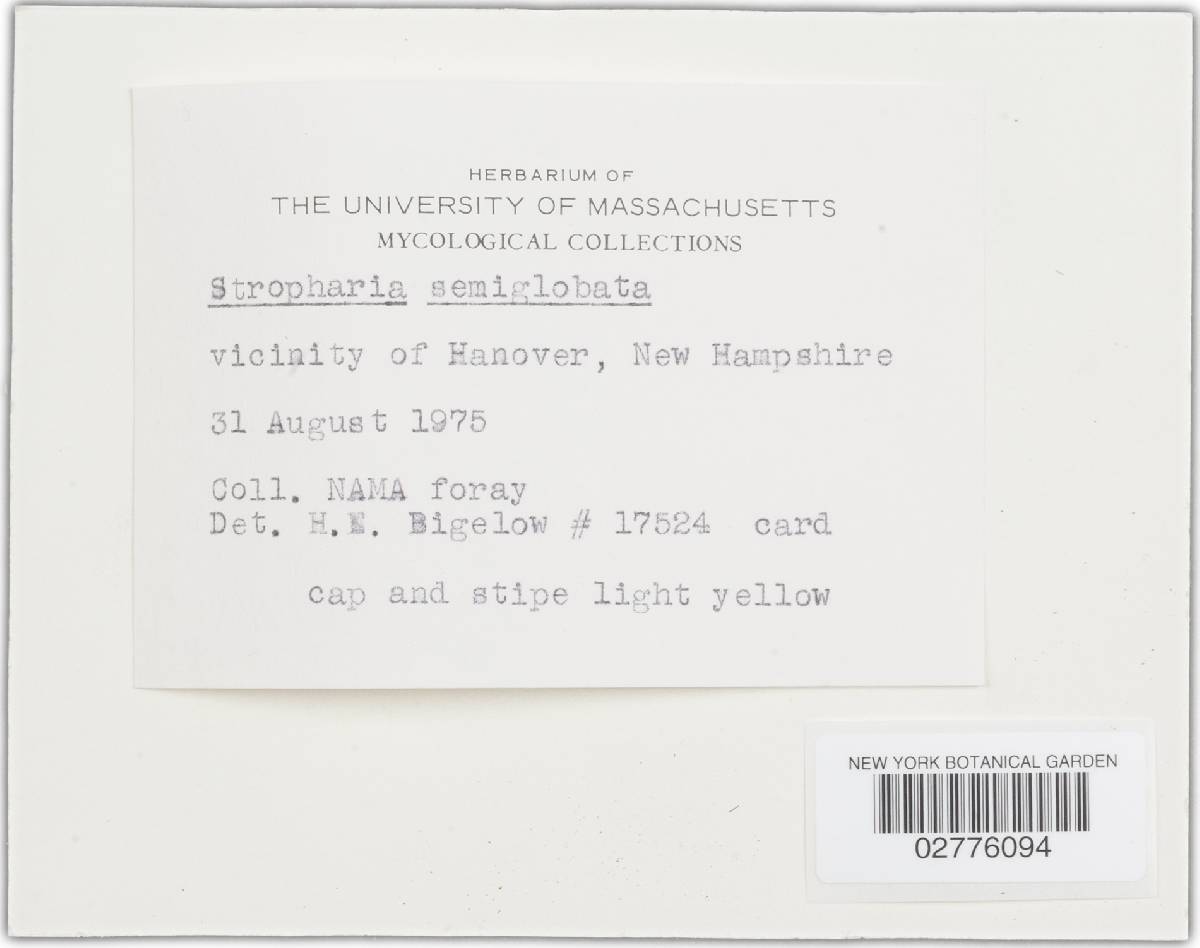 HERBARIUM OF
THE UNIVERSITY OF MASSACHUSETTS
MYCOLOGICAL COLLECTIONS
Stropharia semiglobata
vicinity of Hanover, New Hampshire
31 August 1975
Coll. NAMA foray
Det. H.E. Bigelow # 17524 card
cap and stipe light yellow
NEW YORK BOTANICAL GARDEN
02776094